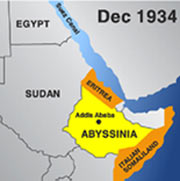 Dec 1934
EGYPT
Suez Canal
SUDAN
ERITREA
Addis Ababa
ABYSSINIA
ITALIAN
SOMALILAND